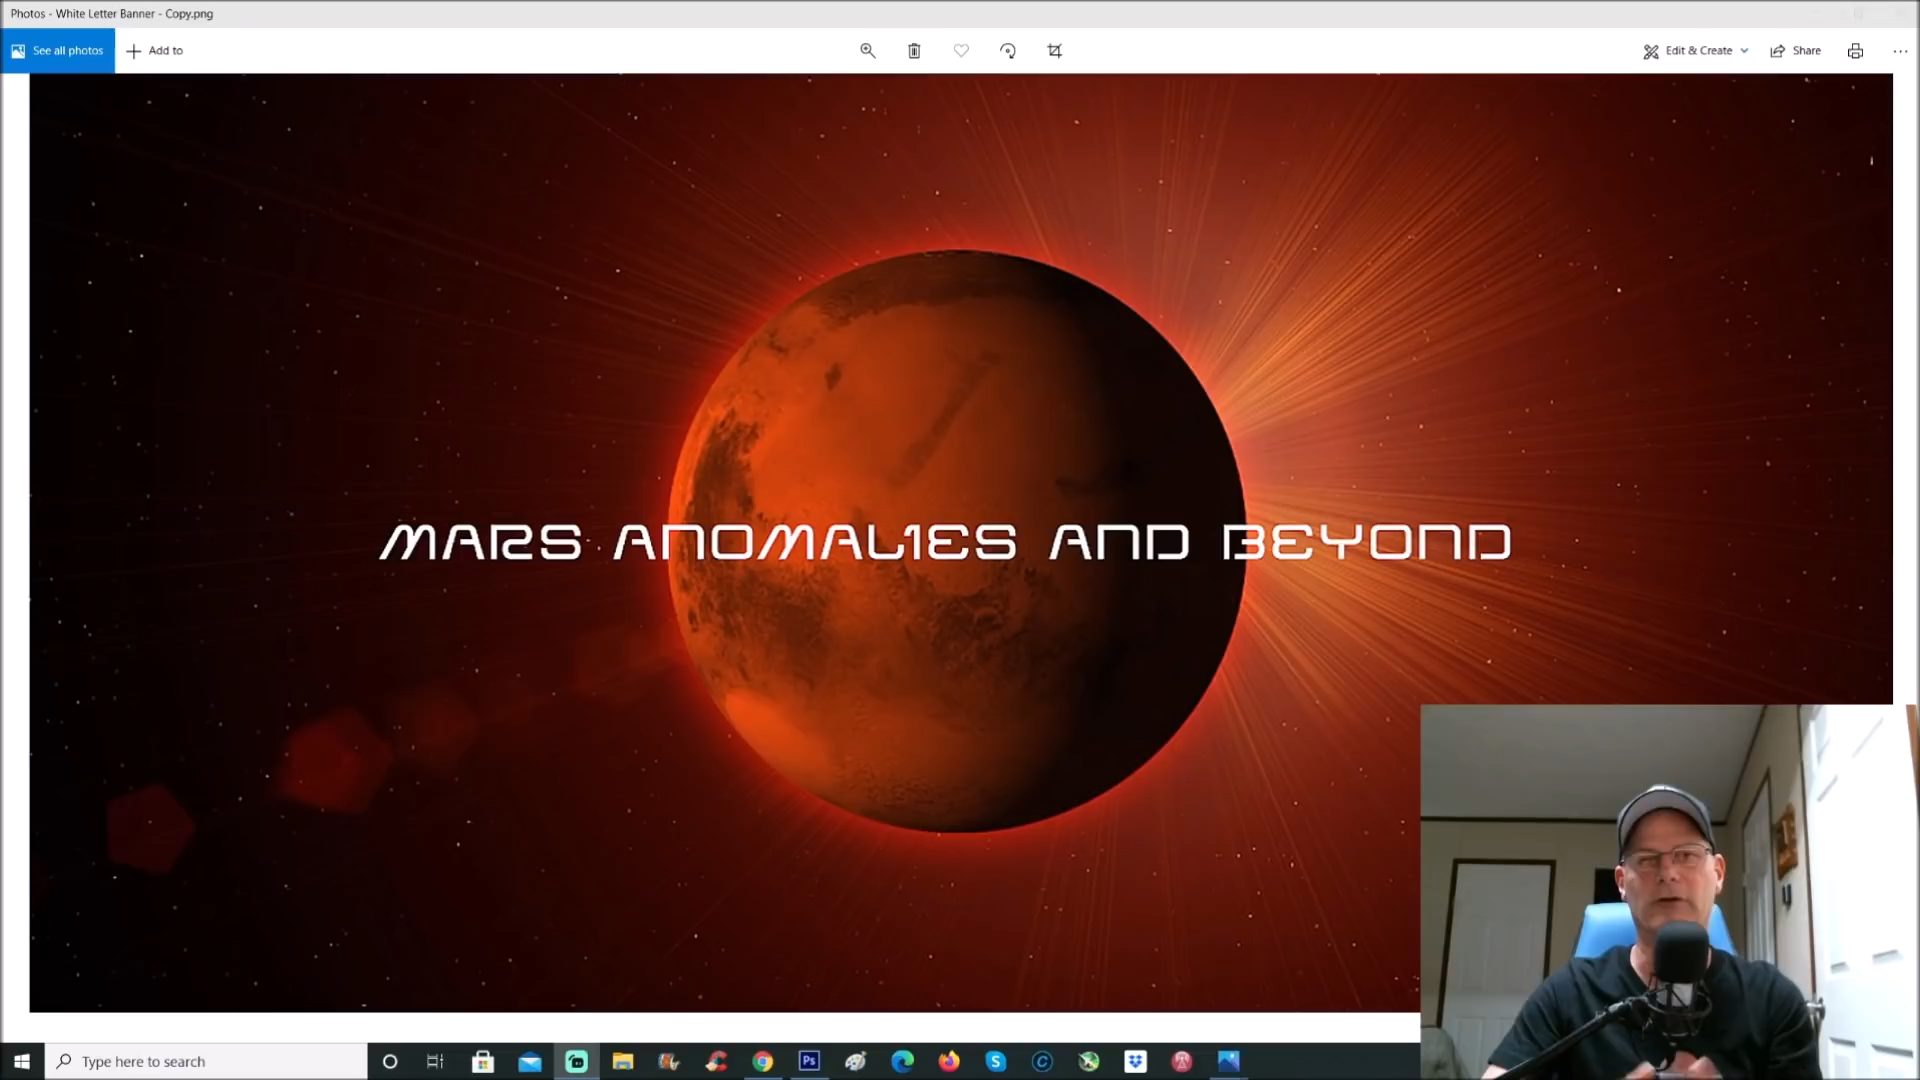 Photos - White Letter Banner - Copy.png
See all photos
Add to
Edit & Create
Share
MARS ANOMALIES AND BEYOND
Type here to search
Ps